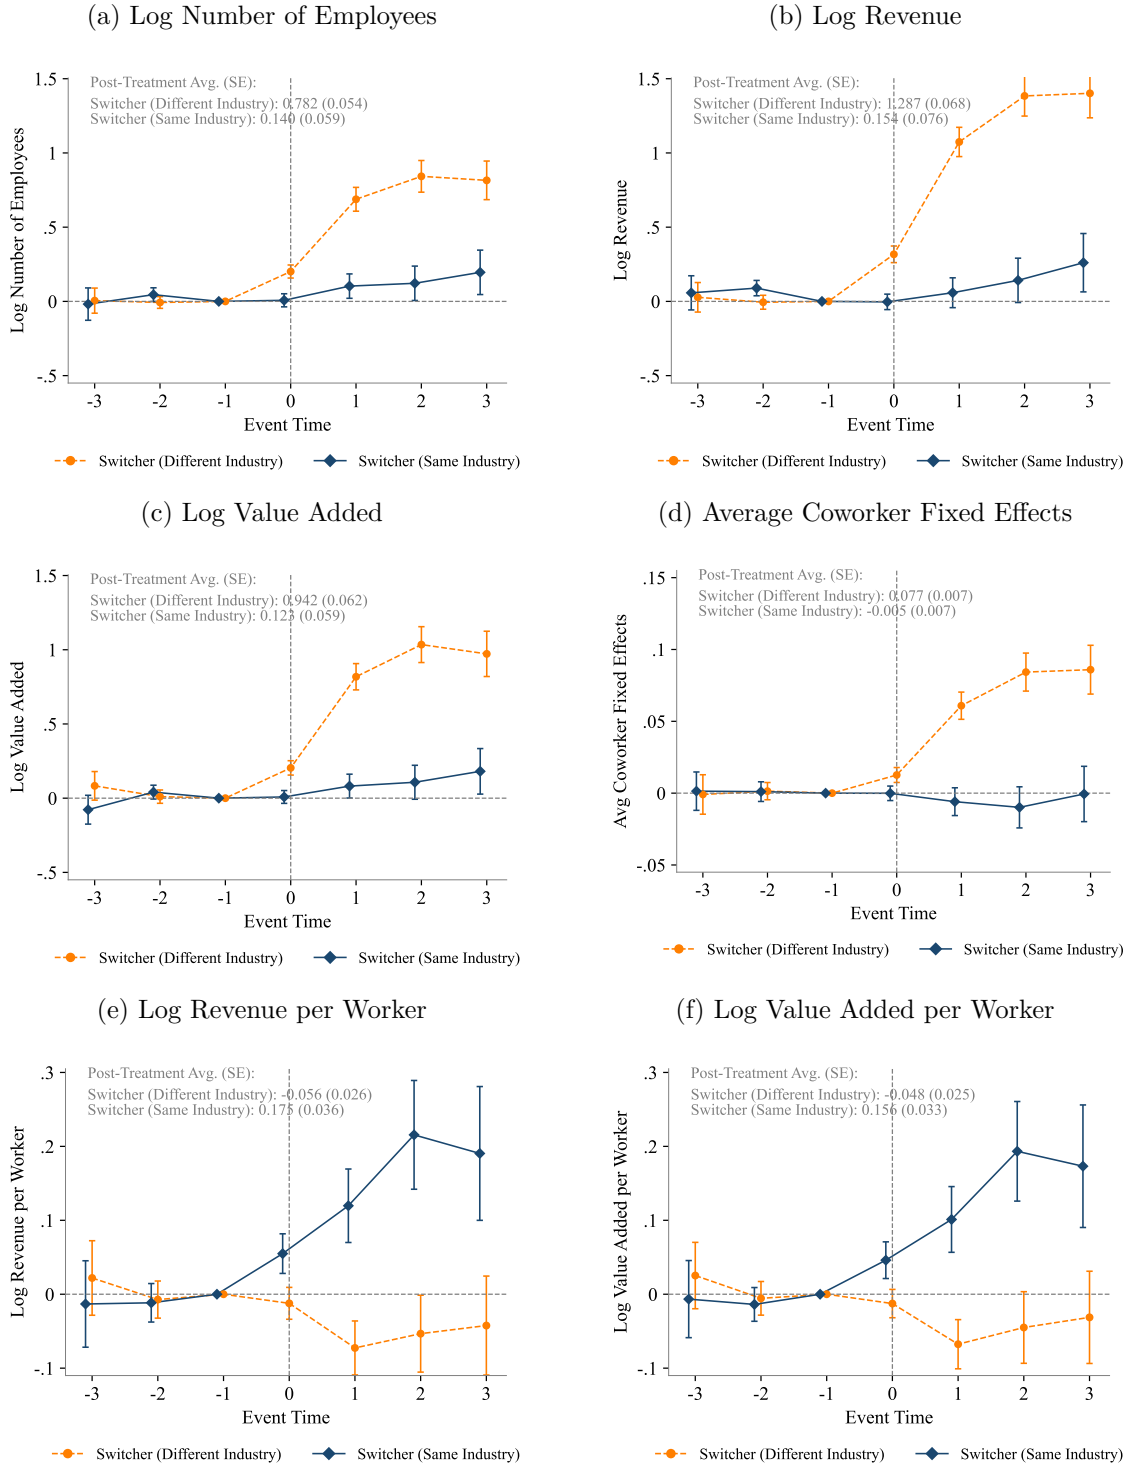 (a) Log Number of Employees
1.5
1
.5
0
-.5
Log Number of Employees
Post-Treatment Avg. (SE):
Switcher (Different Industry): 0.782 (0.054)
Switcher (Same Industry): 0.140 (0.059)
-3 -2 -1 0 1 2 3
Event Time
Switcher (Different Industry) Switcher (Same Industry)
(b) Log Revenue
1.5
1
.5
0
-.5
Log Revenue
Post-Treatment Avg. (SE):
Switcher (Different Industry): 1.287 (0.068)
Switcher (Same Industry): 0.154 (0.076)
-3 -2 -1 0 1 2 3
Event Time
Switcher (Different Industry) Switcher (Same Industry)
(c) Log Value Added
1.5
1
.5
0
-.5
Log Value Added
Post-Treatment Avg. (SE):
Switcher (Different Industry): 0.942 (0.062)
Switcher (Same Industry): 0.123 (0.059)
-3 -2 -1 0 1 2 3
Event Time
Switcher (Different Industry) Switcher (Same Industry)
(d) Average Coworker Fixed Effects
.15
.1
.05
0
-.05
Avg Coworker Fixed Effects
Post-Treatment Avg. (SE):
Switcher (Different Industry): 0.077 (0.007)
Switcher (Same Industry): -0.005 (0.007)
-3 -2 -1 0 1 2 3
Event Time
Switcher (Different Industry) Switcher (Same Industry)
(e) Log Revenue per Worker
.3
.2
.1
0
-.1
Log Revenue per Worker
Post-Treatment Avg. (SE):
Switcher (Different Industry): -0.056 (0.026)
Switcher (Same Industry): 0.175 (0.036)
-3 -2 -1 0 1 2 3
Event Time
Switcher (Different Industry) Switcher (Same Industry)
(f) Log Value Added per Worker
.3
.2
.1
0
-.1
Log Value Added per Worker
Post-Treatment Avg. (SE):
Switcher (Different Industry): -0.048 (0.025)
Switcher (Same Industry): 0.156 (0.033)
-3 -2 -1 0 1 2 3
Event Time
Switcher (Different Industry) Switcher (Same Industry)